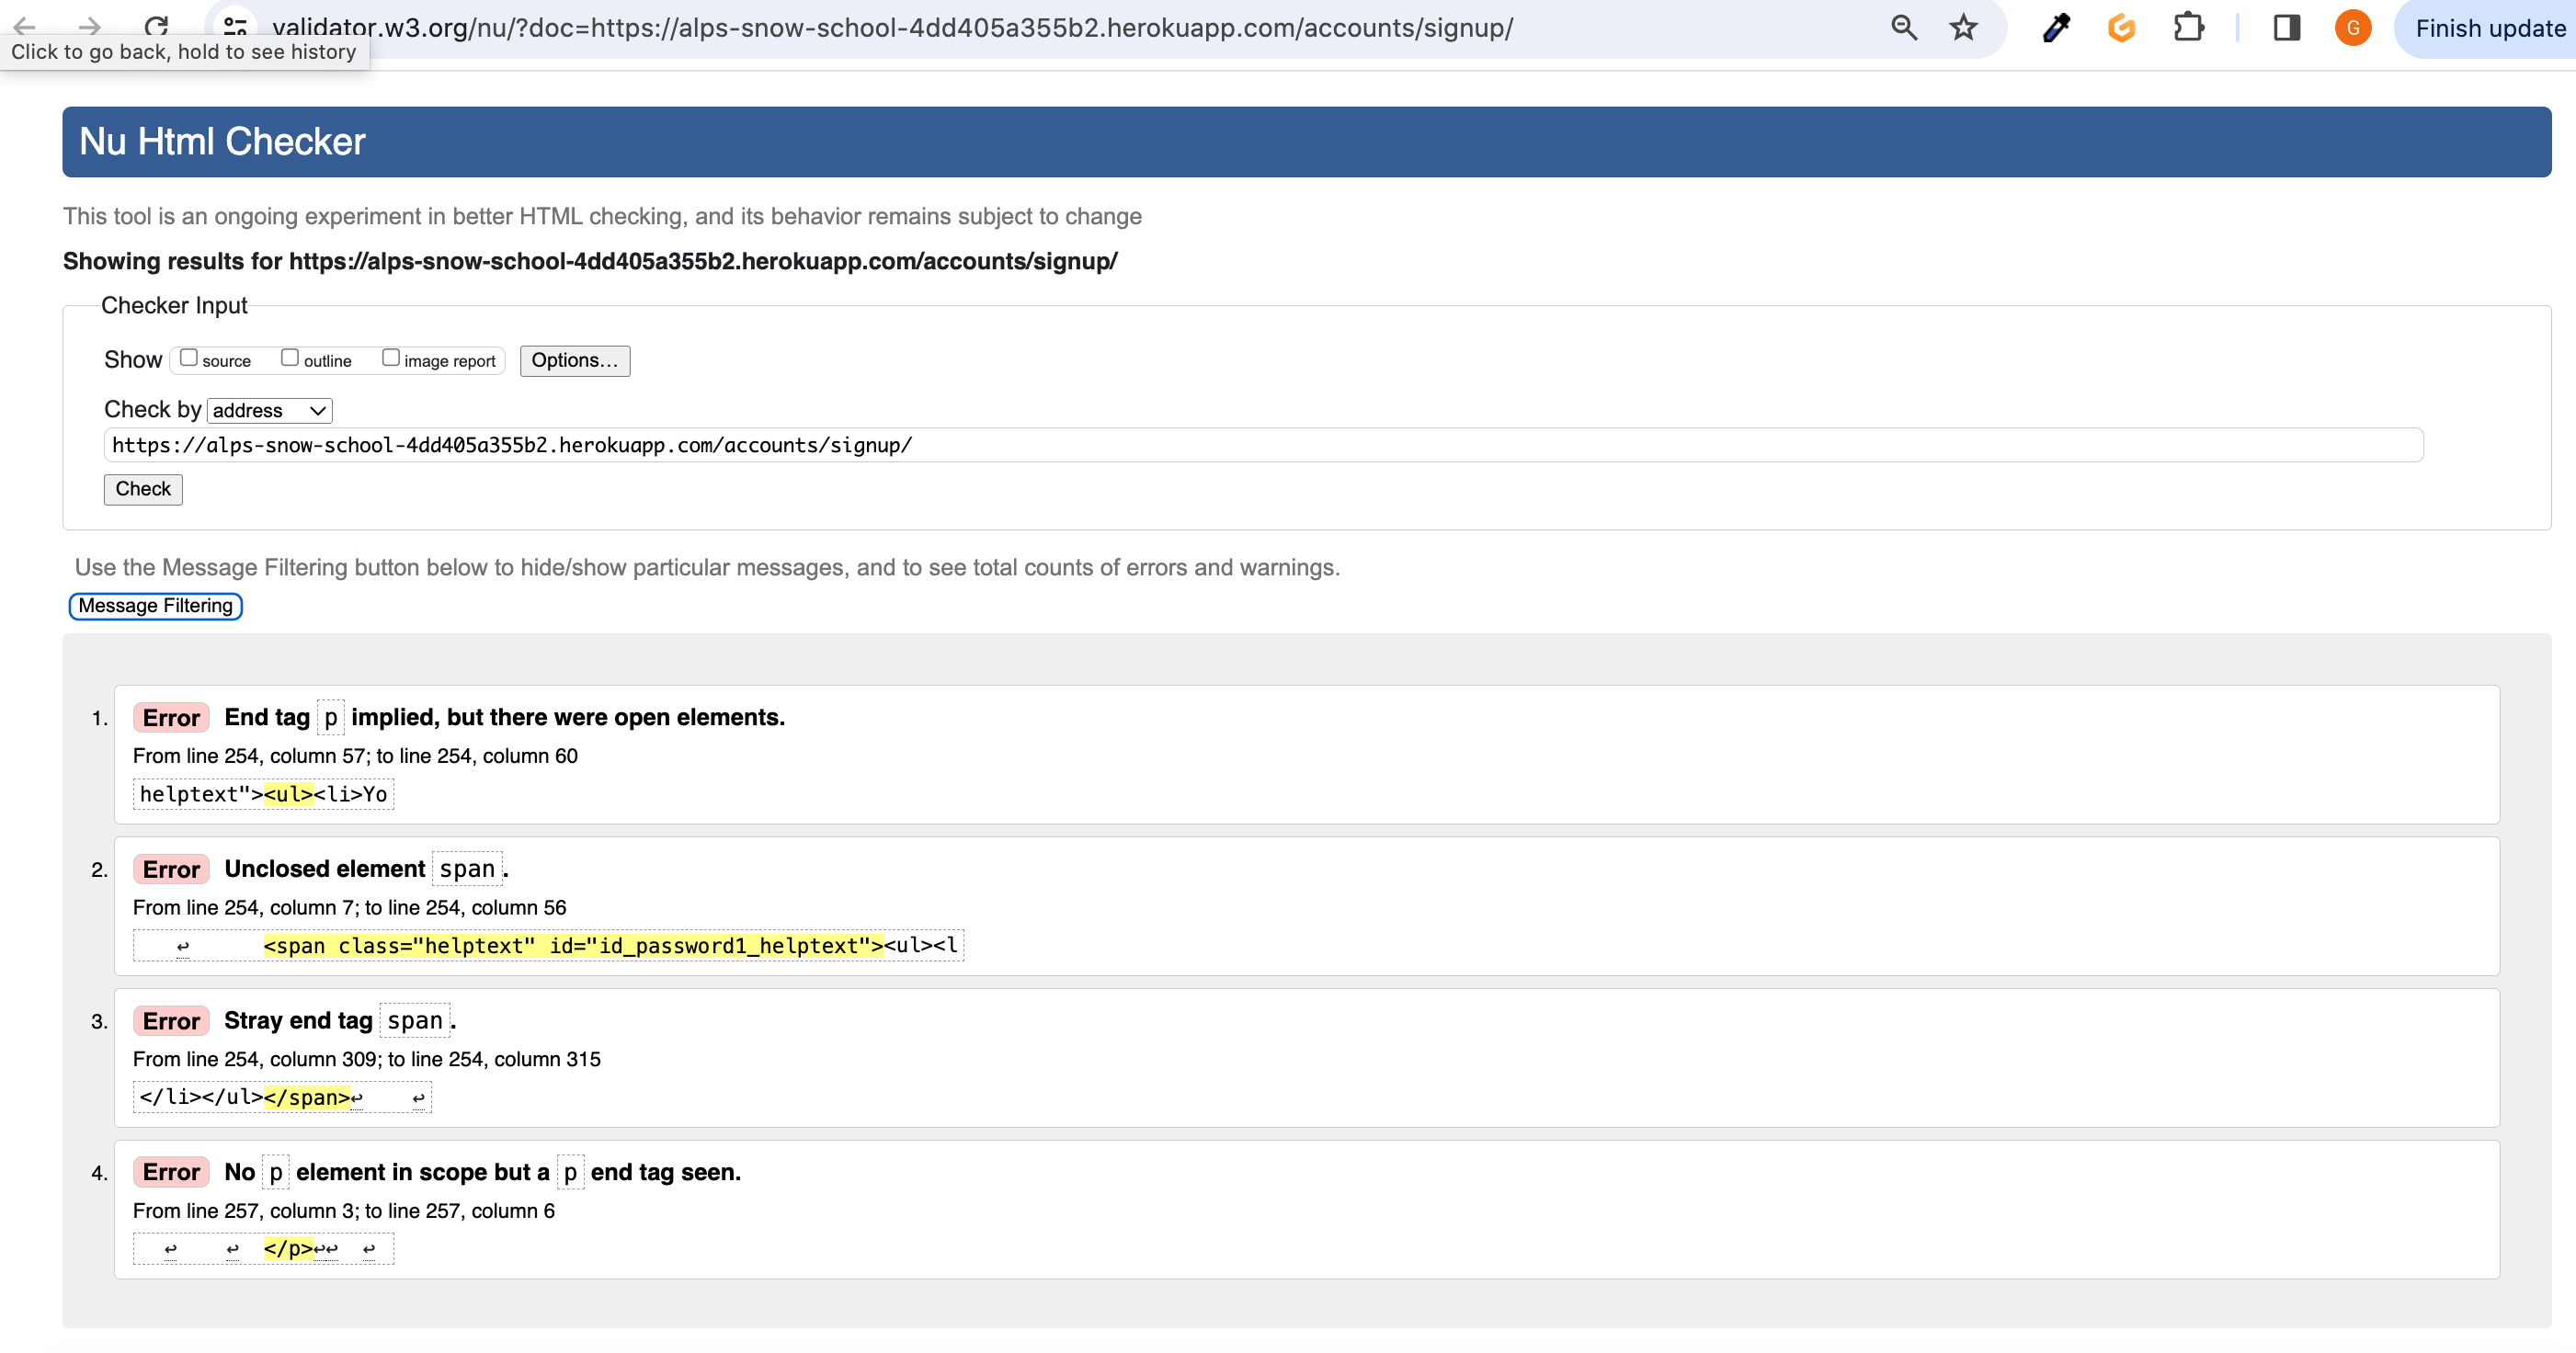 validator.w3.org/nu/?doc=https://alps-snow-school-4dd405a355b2.herokuapp.com/accounts/signup/
G
Finish update
Click to go back, hold to see history
Nu Html Checker
This tool is an ongoing experiment in better HTML checking, and its behavior remains subject to change
Showing results for https://alps-snow-school-4dd405a355b2.herokuapp.com/accounts/signup/
Checker Input
Show source outline image report Options…
Check by address
https://alps-snow-school-4dd405a355b2.herokuapp.com/accounts/signup/
Check
Use the Message Filtering button below to hide/show particular messages, and to see total counts of errors and warnings.
Message Filtering
1. Error End tag p implied, but there were open elements.
From line 254, column 57; to line 254, column 60
helptext"><ul><li>Yo
2. Error Unclosed element span.
From line 254, column 7; to line 254, column 56
↩ <span class="helptext" id="id_password1_helptext"><ul><l
3. Error Stray end tag span.
From line 254, column 309; to line 254, column 315
</li></ul></span>↩ ↩
4. Error No p element in scope but a p end tag seen.
From line 257, column 3; to line 257, column 6
↩ ↩ </p>↩↩ ↩